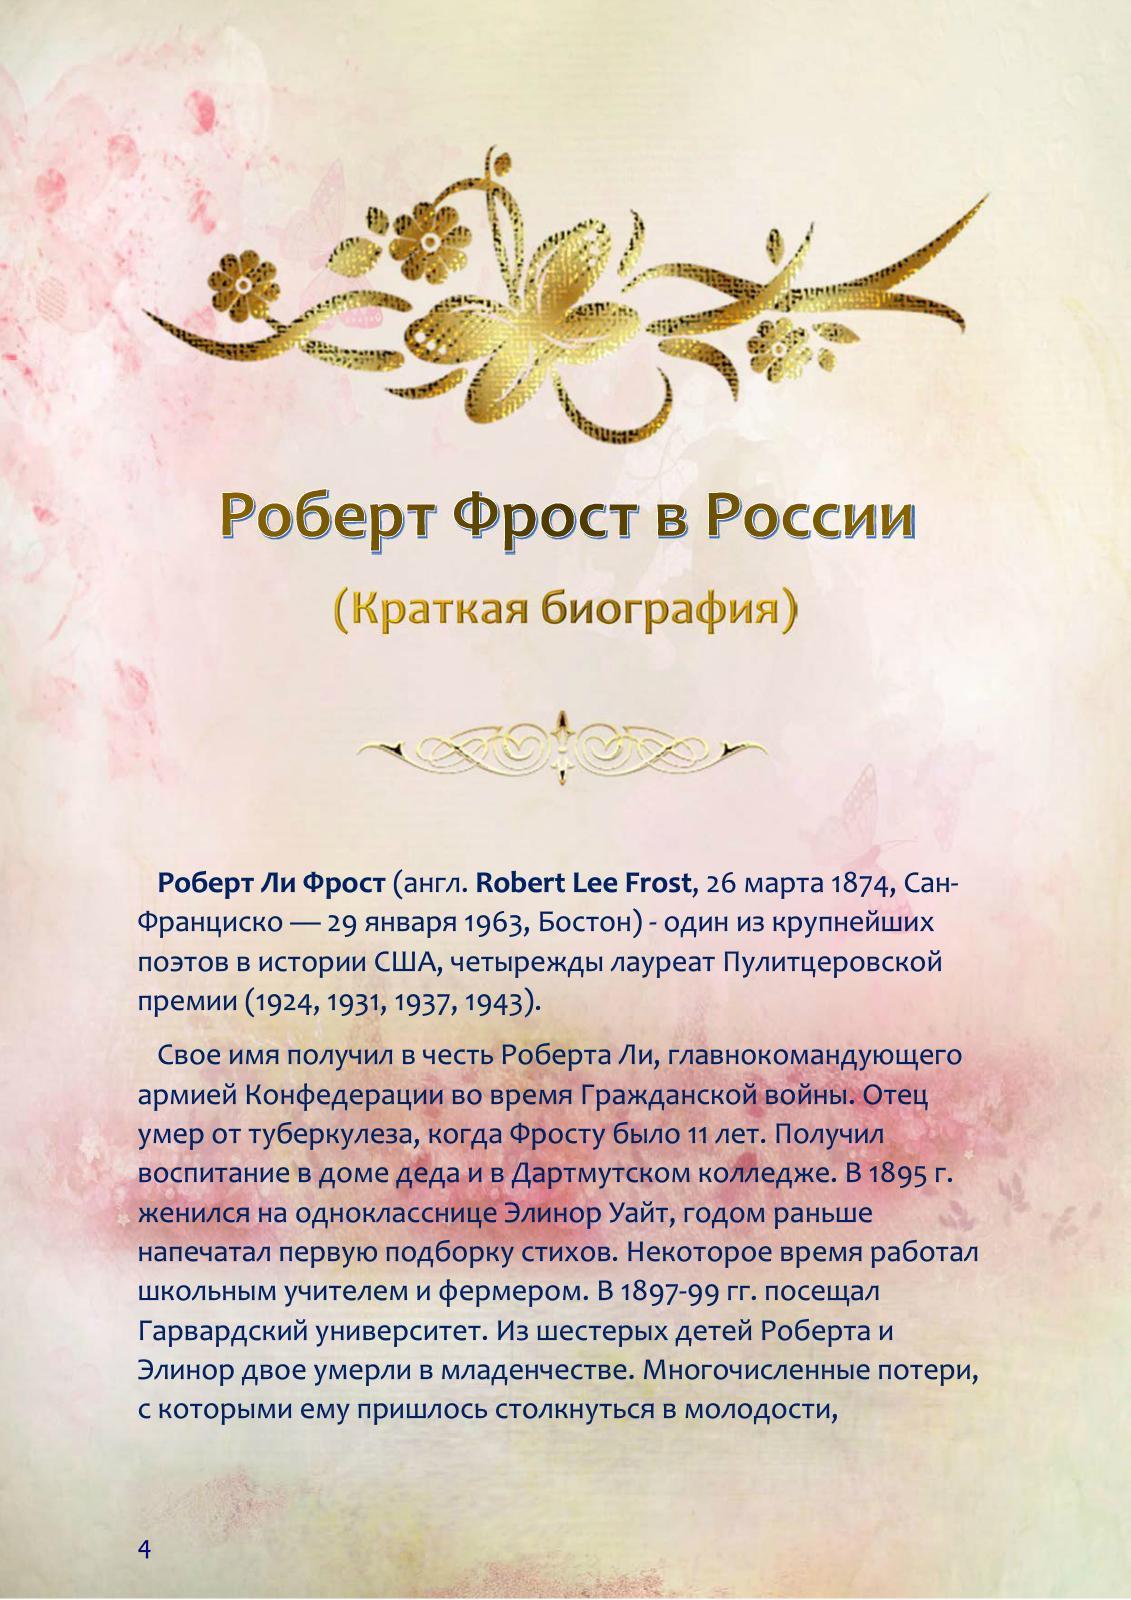 Роберт Фрост в России
(Краткая биография)
Роберт Ли Фрост (англ. Robert Lee Frost, 26 марта 1874, Сан-
Франциско — 29 января 1963, Бостон) - один из крупнейших
поэтов в истории США, четырежды лауреат Пулитцеровской
премии (1924, 1931, 1937, 1943).
Свое имя получил в честь Роберта Ли, главнокомандующего
армией Конфедерации во время Гражданской войны. Отец
умер от туберкулеза, когда Фросту было 11 лет. Получил
воспитание в доме деда и в Дартмутском колледже. В 1895 г.
женился на однокласснице Элинор Уайт, годом раньше
напечатал первую подборку стихов. Некоторое время работал
школьным учителем и фермером. В 1897-99 гг. посещал
Гарвардский университет. Из шестерых детей Роберта и
Элинор двое умерли в младенчестве. Многочисленные потери,
с которыми ему пришлось столкнуться в молодости,
4